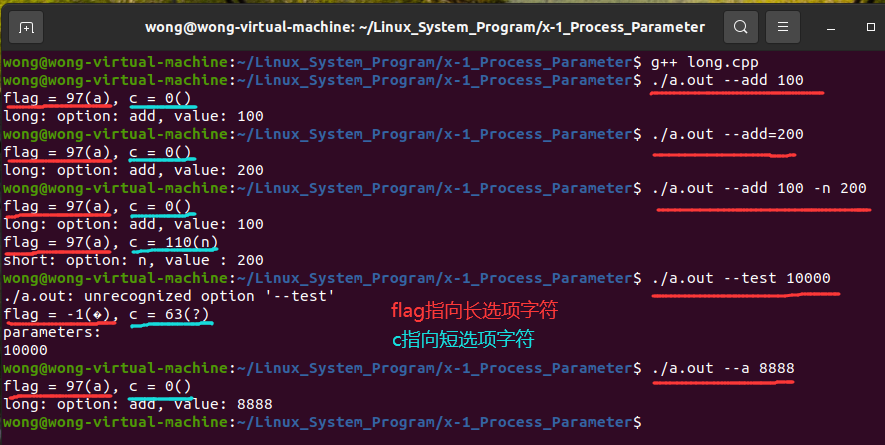 wong@wong-virtual-machine: ~/Linux_System_Program/x-1_Process_Parameter
wong@wong-virtual-machine:~/Linux_System_Program/x-1_Process_Parameter$ g++ long.cpp
wong@wong-virtual-machine:~/Linux_System_Program/x-1_Process_Parameter$ ./a.out --add 100
flag = 97(a), c = 0()
long: option: add, value: 100
wong@wong-virtual-machine:~/Linux_System_Program/x-1_Process_Parameter$ ./a.out --add=200
flag = 97(a), c = 0()
long: option: add, value: 200
wong@wong-virtual-machine:~/Linux_System_Program/x-1_Process_Parameter$ ./a.out --add 100 -n 200
flag = 97(a), c = 0()
long: option: add, value: 100
flag = 97(a), c = 110(n)
short: option: n, value : 200
wong@wong-virtual-machine:~/Linux_System_Program/x-1_Process_Parameter$ ./a.out --test 10000
./a.out: unrecognized option '--test'
flag = -1(�), c = 63(?)
flag指向长选项字符
parameters:
c指向短选项字符
10000
wong@wong-virtual-machine:~/Linux_System_Program/x-1_Process_Parameter$ ./a.out --a 8888
flag = 97(a), c = 0()
long: option: add, value: 8888
wong@wong-virtual-machine:~/Linux_System_Program/x-1_Process_Parameter$